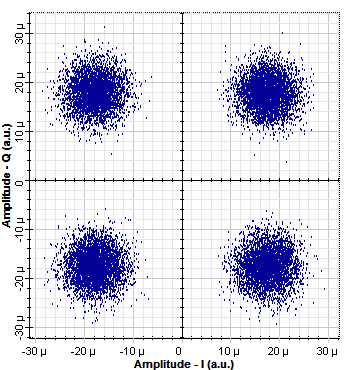 Amplitude - Q (a.u.)
30 µ
20 µ
10 µ
0
-10 µ
-20 µ
-30 µ
-30 µ -20 µ -10 µ 0 10 µ 20 µ 30 µ
Amplitude - I (a.u.)